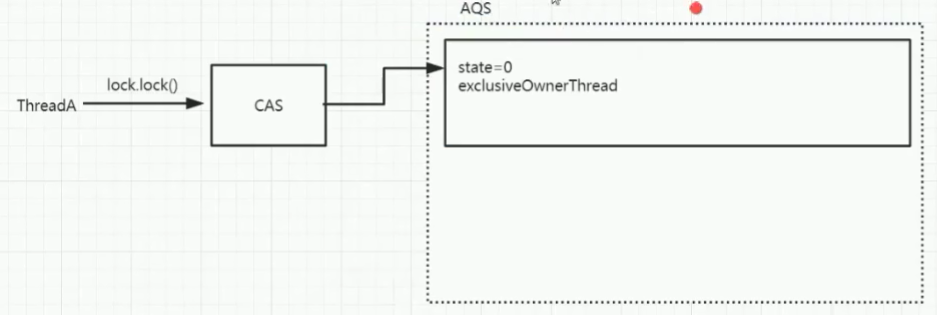 AQS
lock.lock()
ThreadA
CAS
state=0
exclusiveOwnerThread